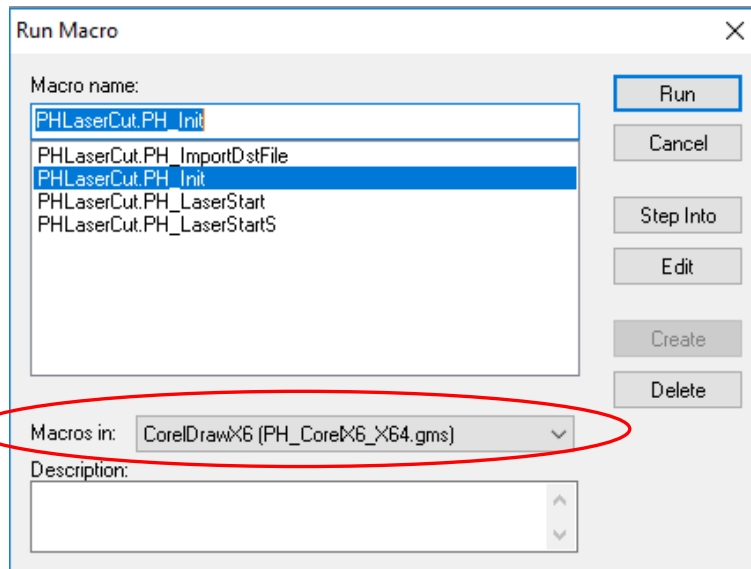 Run Macro
Macro name:
PHLaserCut.PH_Init
PHLaserCut.PH_ImportDstFile
PHLaserCut.PH_Init
PHLaserCut.PH_LaserStart
PHLaserCut.PH_LaserStartS
Run
Cancel
Step Into
Edit
Create
Delete
Macros in: CorelDrawX6 (PH_CorelX6_X64.gms)
Description: